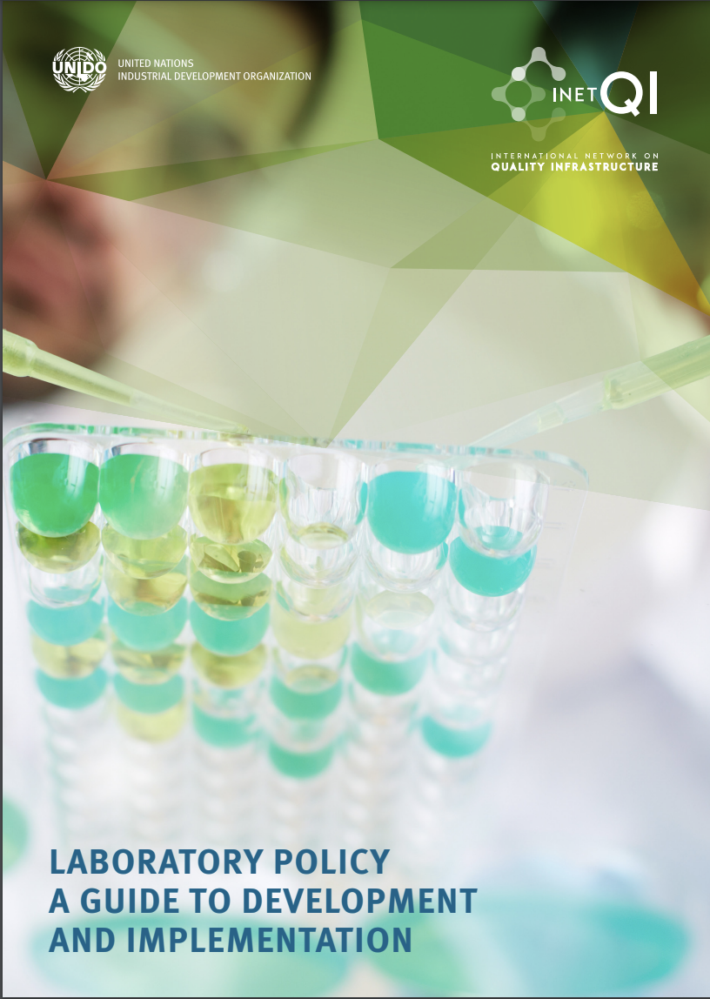 UNIDO
UNITED NATIONS
INDUSTRIAL DEVELOPMENT ORGANIZATION
INETQI
INTERNATIONAL NETWORK ON
QUALITY INFRASTRUCTURE
LABORATORY POLICY
A GUIDE TO DEVELOPMENT
AND IMPLEMENTATION